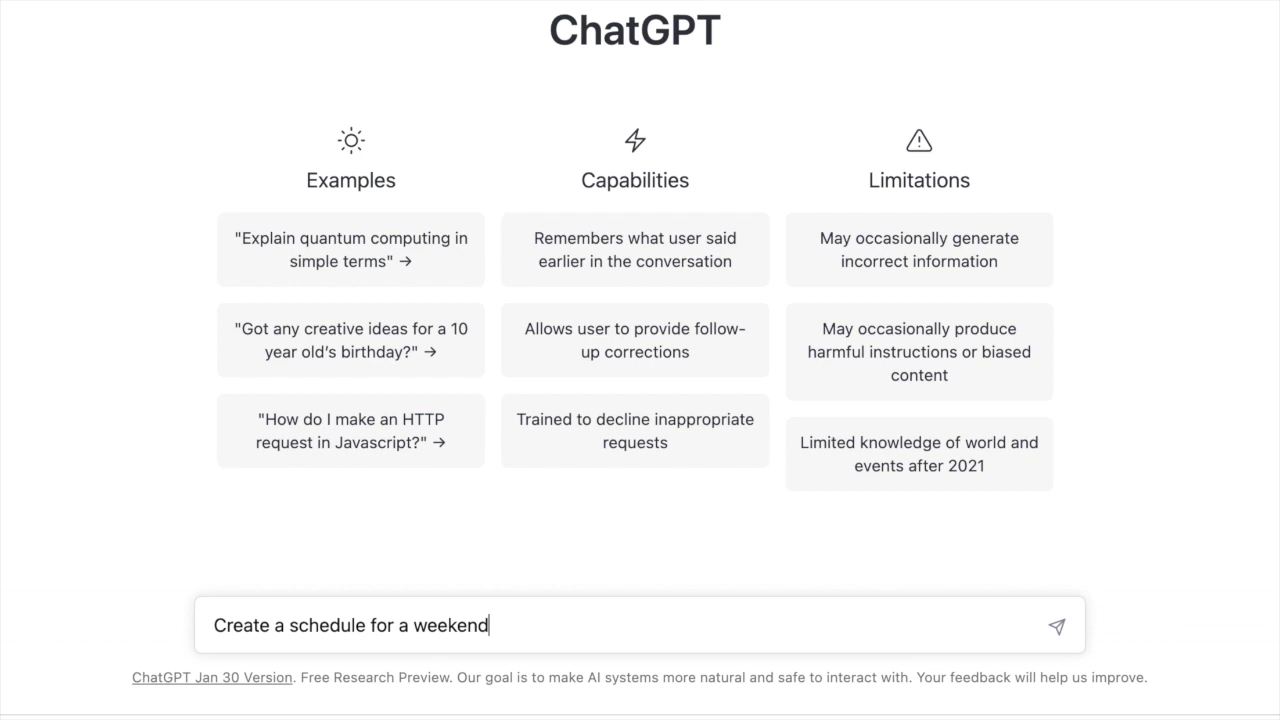 ChatGPT
Examples
"Explain quantum computing in
simple terms" →
"Got any creative ideas for a 10
year old’s birthday?" →
"How do I make an HTTP
request in Javascript?" →
Capabilities
Remembers what user said
earlier in the conversation
Allows user to provide follow-
up corrections
Trained to decline inappropriate
requests
Limitations
May occasionally generate
incorrect information
May occasionally produce
harmful instructions or biased
content
Limited knowledge of world and
events after 2021
Create a schedule for a weekend
ChatGPT Jan 30 Version. Free Research Preview. Our goal is to make AI systems more natural and safe to interact with. Your feedback will help us improve.